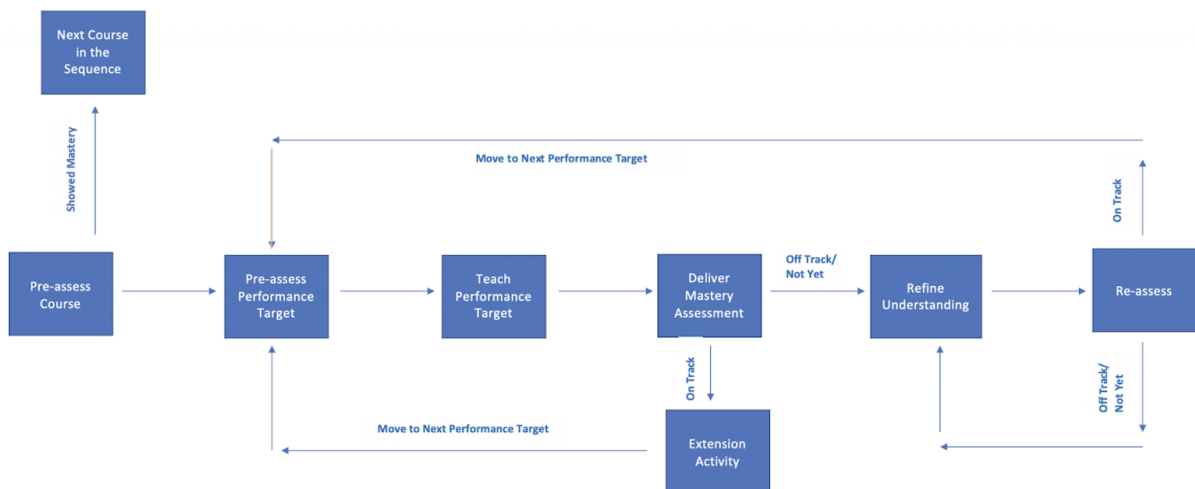 Next Course
in the
Sequence
Showed Mastery
Move to Next Performance Target
On Track
Pre-assess
Course
Pre-assess
Performance
Target
Teach
Performance
Target
Deliver
Mastery
Assessment
Off Track/
Not Yet
Refine
Understanding
Re-assess
On Track
Off Track/
Not Yet
Move to Next Performance Target
Extension
Activity